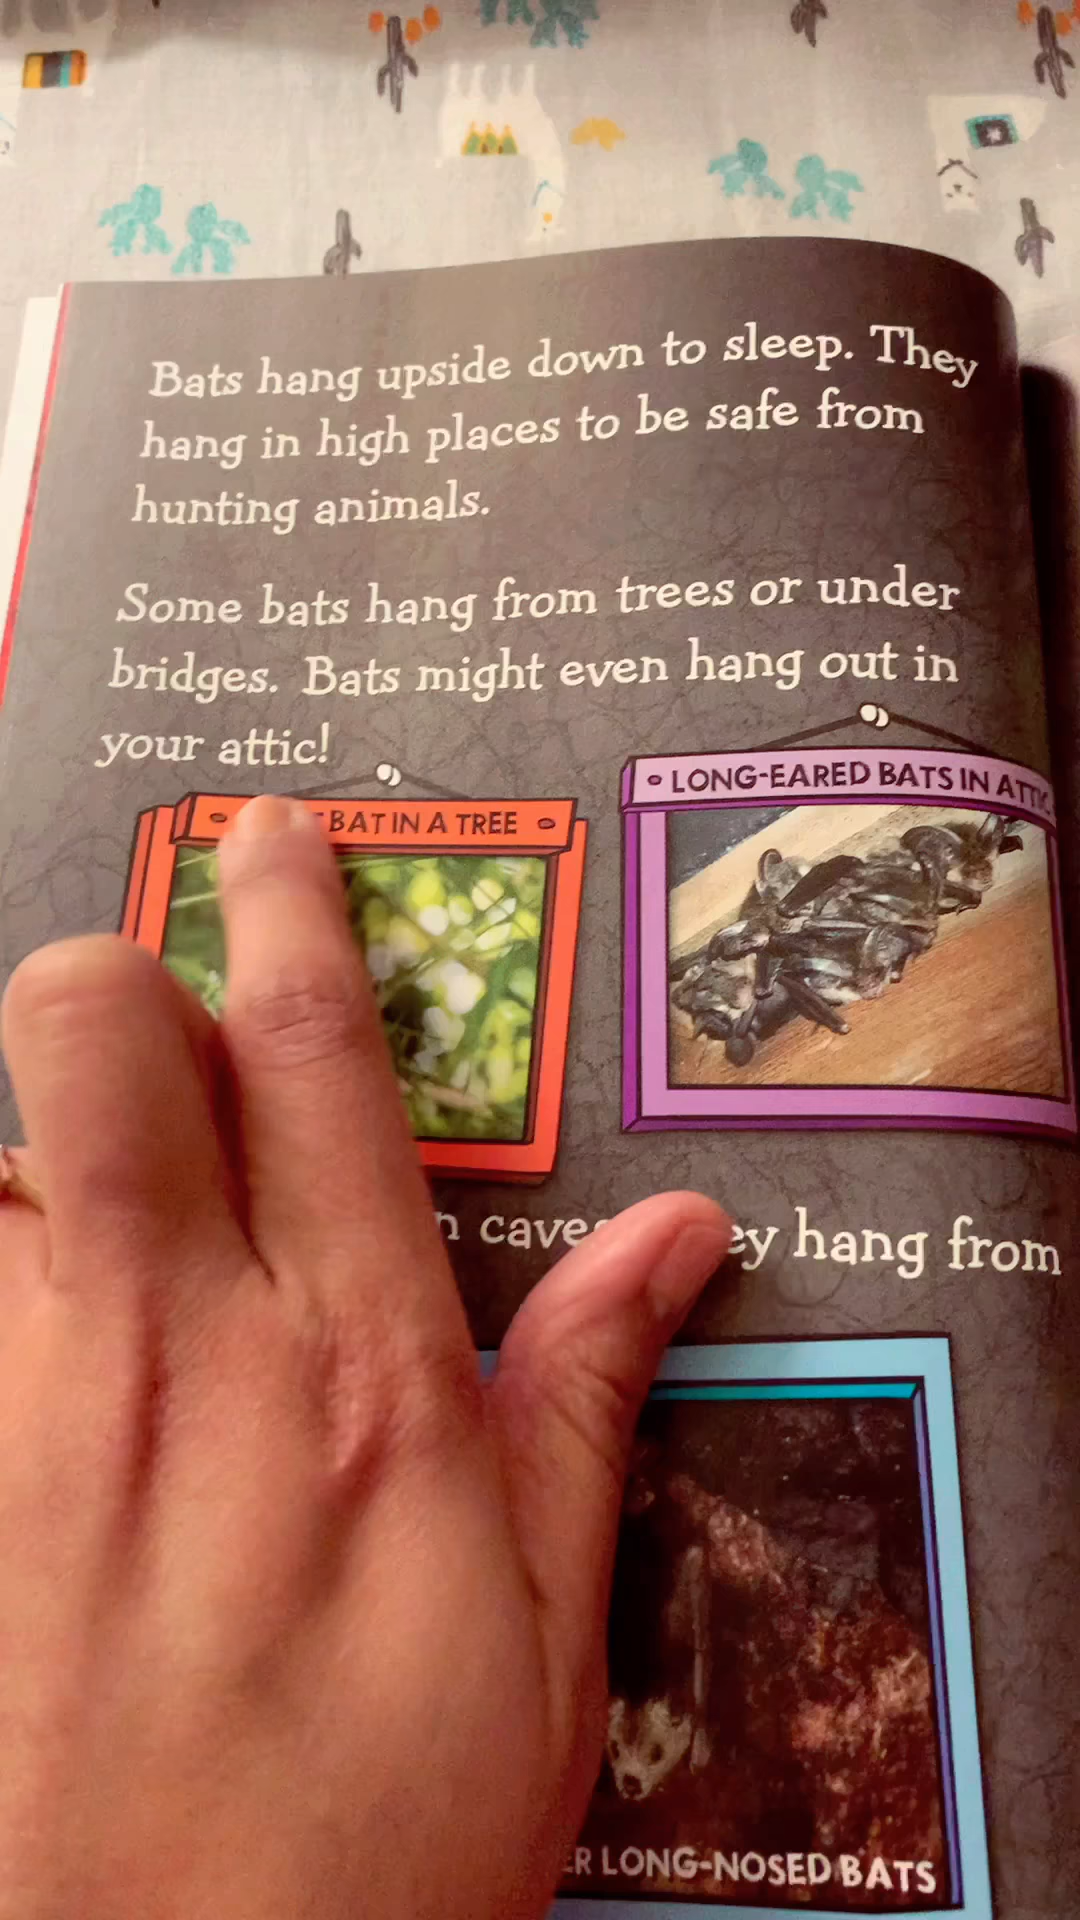 Bats hang upside down to sleep. They
hang in high places to be safe from
hunting animals.
Some bats hang from trees or under
bridges. Bats might even hang out in
your attic!
BAT IN A TREE
LONG-EARED BATS IN
hang from
LONG-NOSED BATS